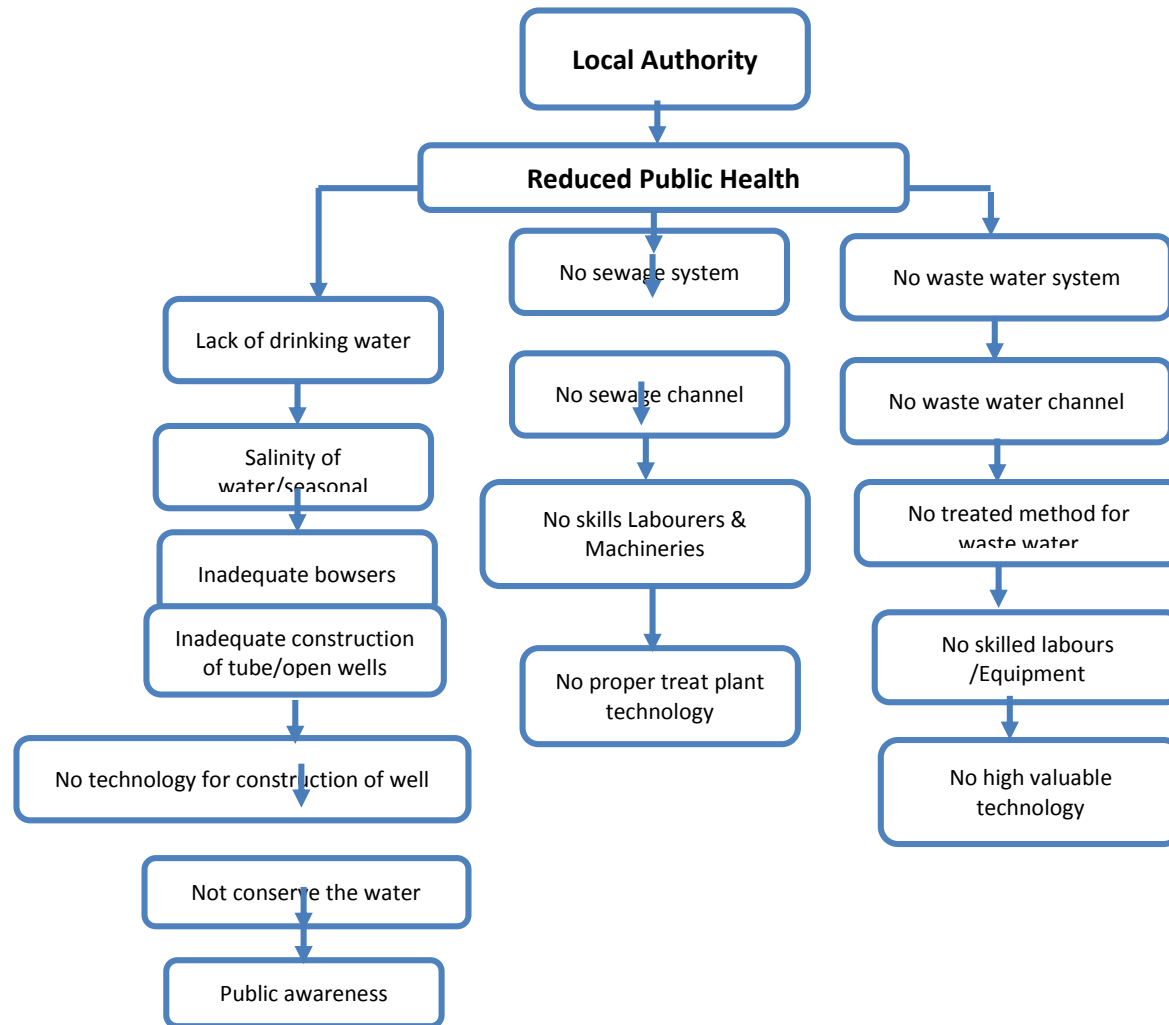 Local Authority
Reduced Public Health
Lack of drinking water
Salinity of
water/seasonal
Inadequate bowsers
Inadequate construction
of tube/open wells
No technology for construction of well
Not conserve the water
Public awareness
No sewage system
No sewage channel
No skills Labourers &
Machineries
No proper treat plant
technology
No waste water system
No waste water channel
No treated method for
waste water
No skilled labours
/Equipment
No high valuable
technology